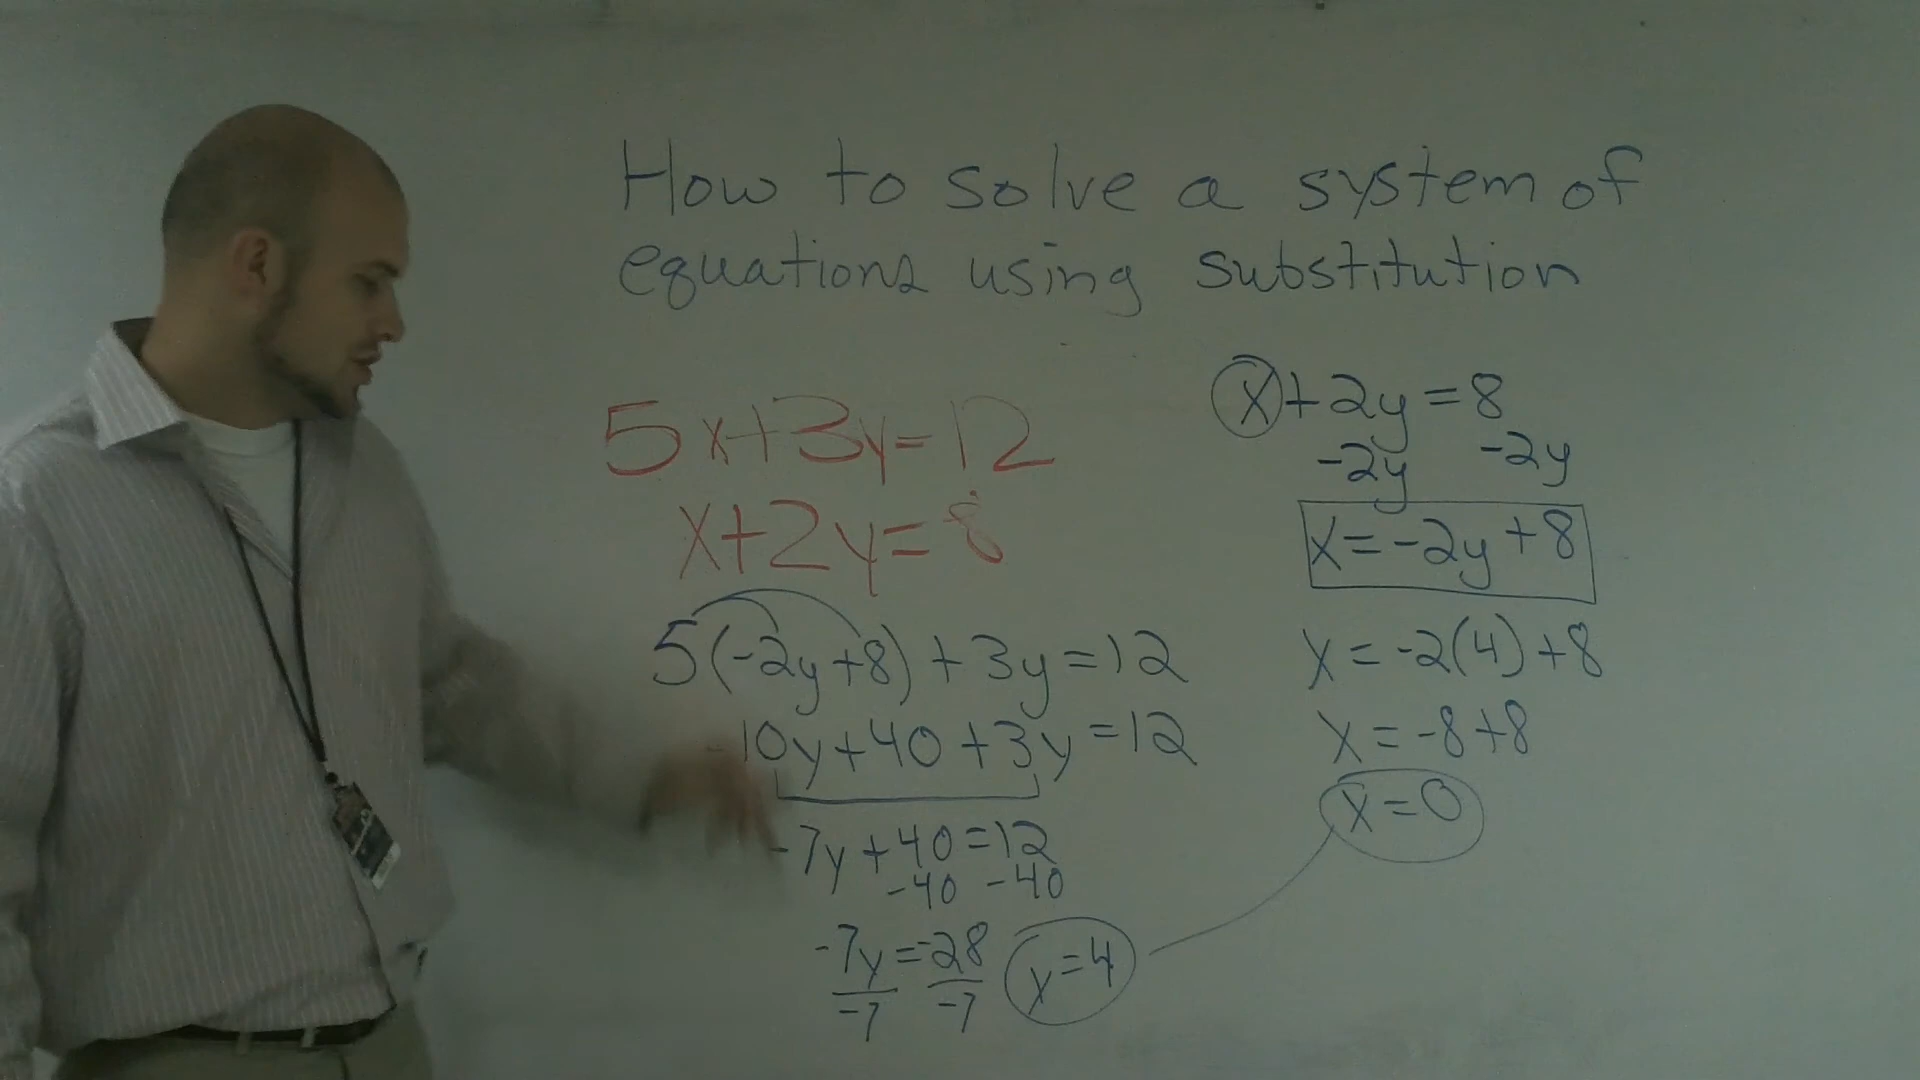 How to solve a system of
equations using substitution
5x+3y=12
x+2y=8
5(-2y+8)+3y=12
-10y+40+3y=12
-7y+40=12
-40 -40
-7y=-28
-7 -7
y=4
x+2y=8
-2y -2y
x=-2y+8
x=-2(4)+8
x=-8+8
x=0